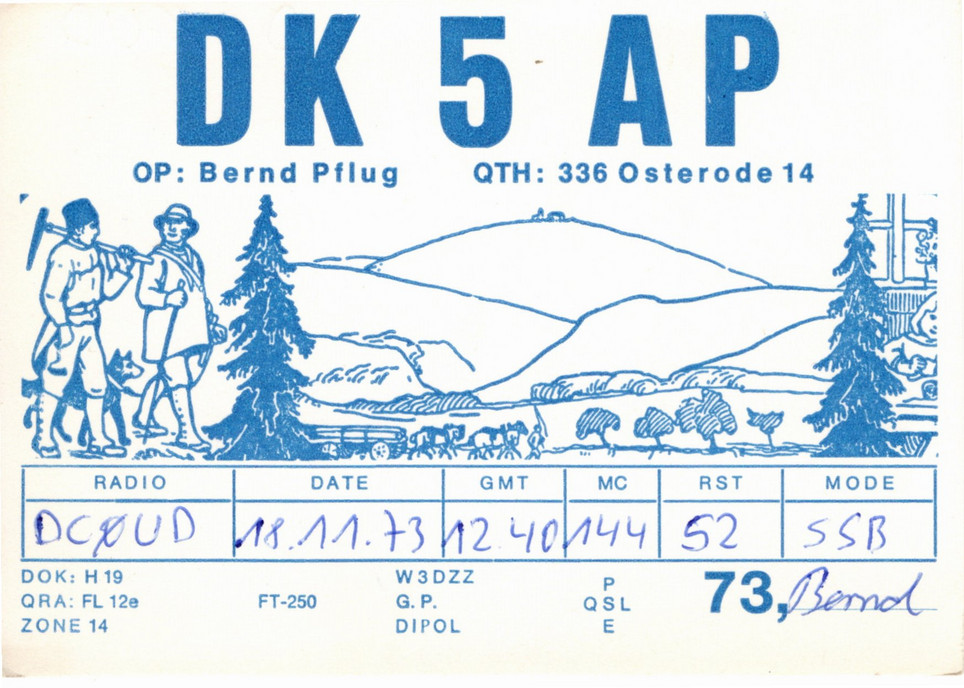 DK 5 AP
OP: Bernd Pflug QTH: 336 Osterode 14
RADIO DATE GMT MC RST MODE
DCØUD 18.11.73 12.40 144 52 SSB
DOK: H 19 W3DZZ P
QRA: FL 12e FT-250 G.P. QSL 73, Bernd
ZONE 14 DIPOL E